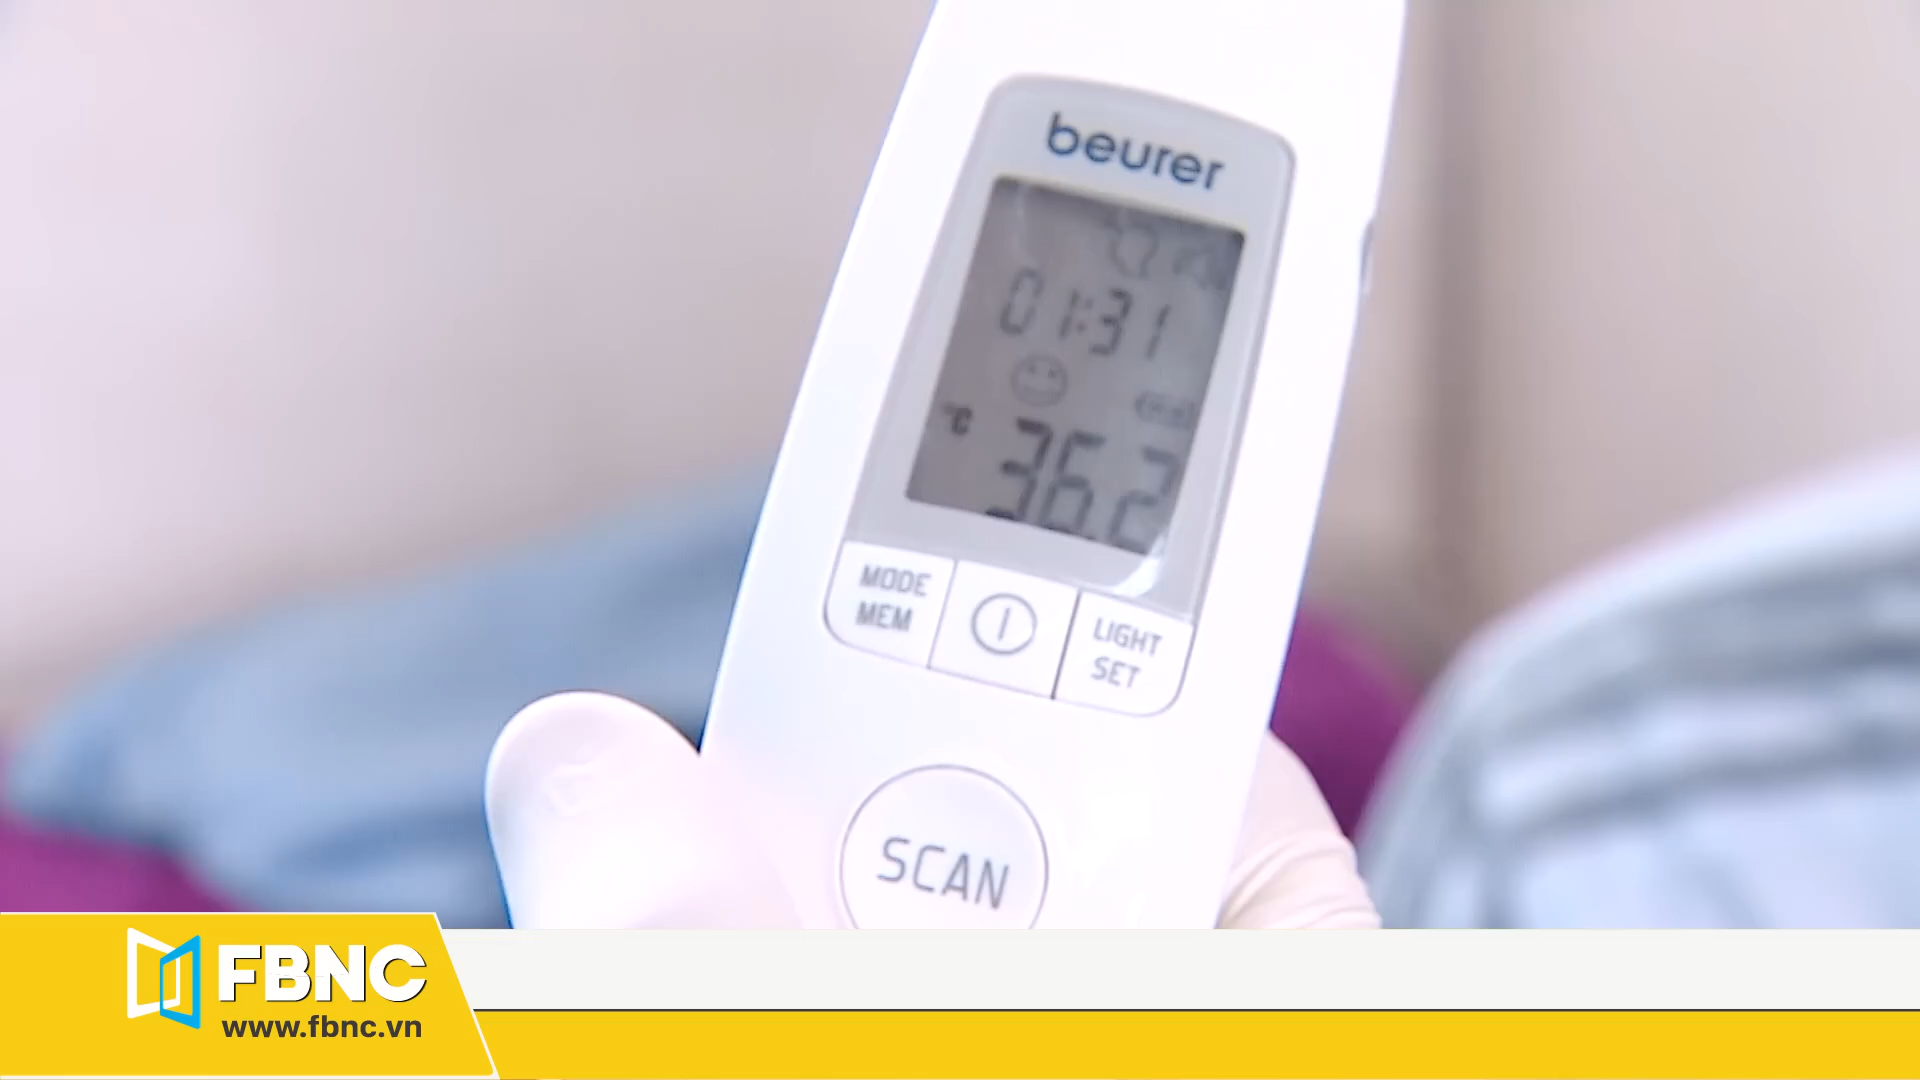 beurer
01:31
°C
36.2
MODE
MEM
LIGHT
SET
SCAN
FBNC
www.fbnc.vn